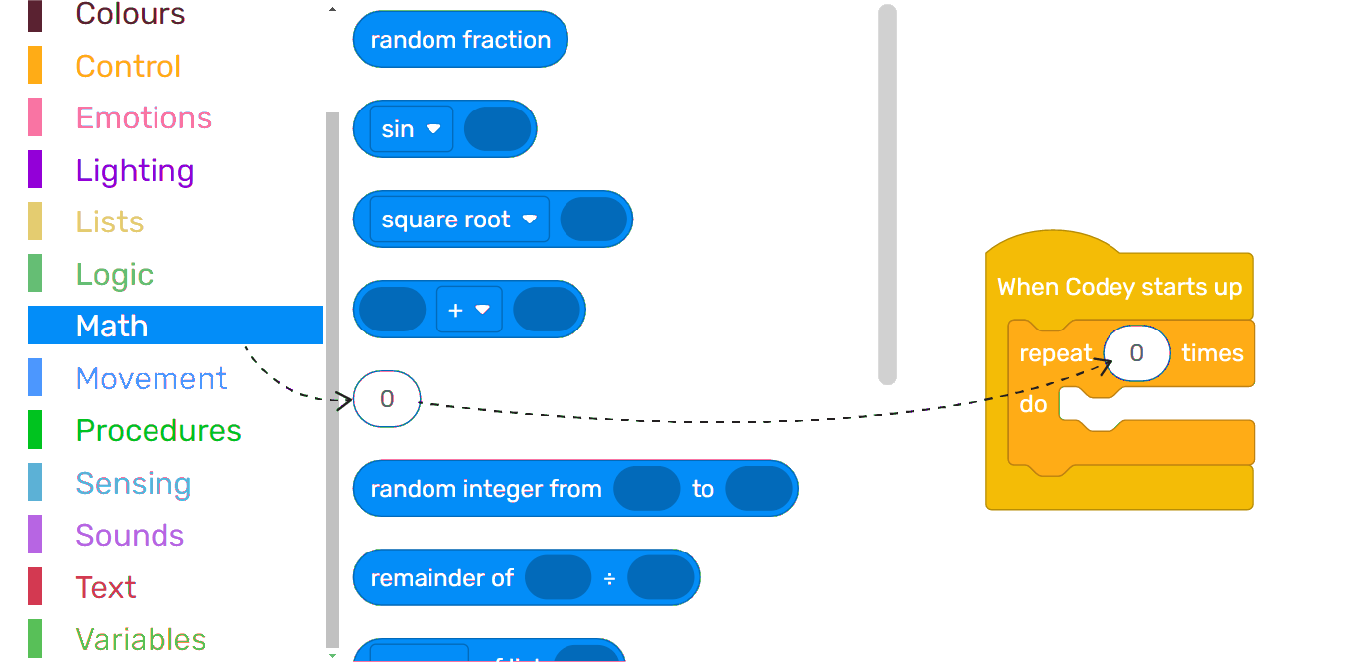 Colours
Control
Emotions
Lighting
Lists
Logic
Math
Movement
Procedures
Sensing
Sounds
Text
Variables
random fraction
sin
square root
+
0
random integer from to
remainder of ÷
When Codey starts up
repeat 0 times
do